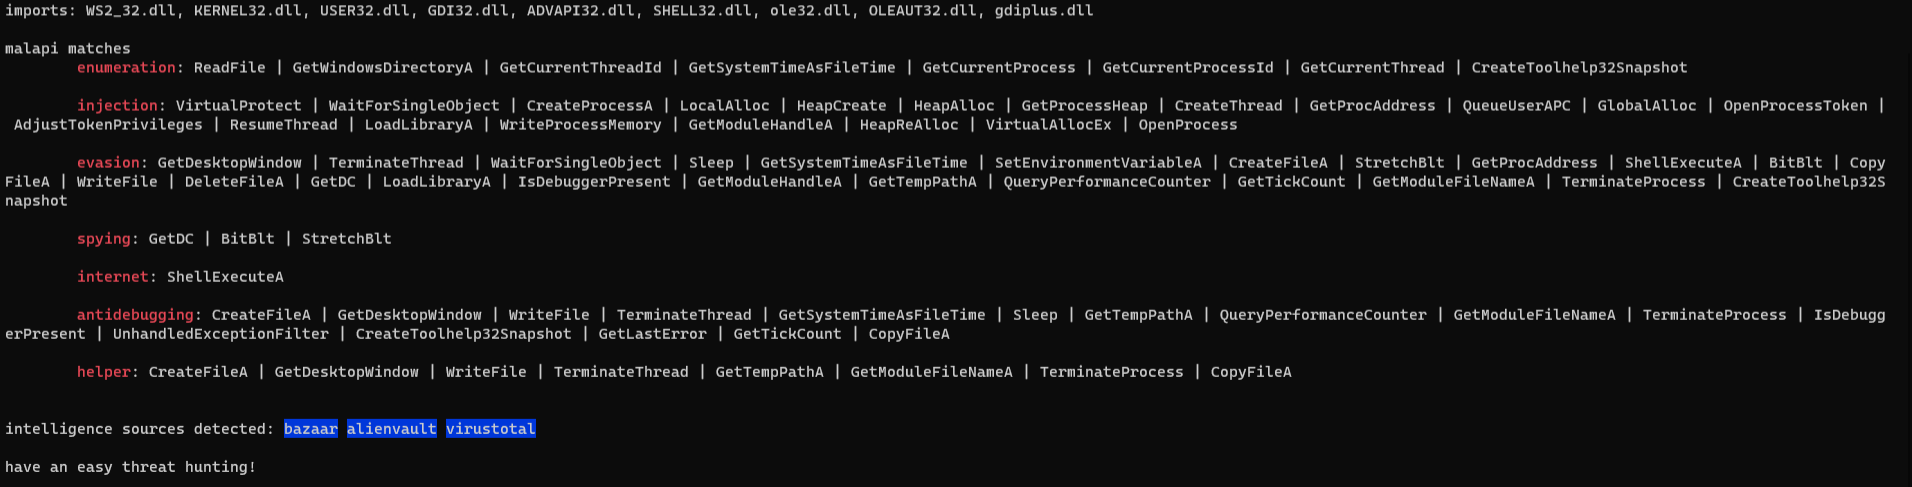 imports: WS2_32.dll, KERNEL32.dll, USER32.dll, GDI32.dll, ADVAPI32.dll, SHELL32.dll, ole32.dll, OLEAUT32.dll, gdiplus.dll
malapi matches
enumeration: ReadFile | GetWindowsDirectoryA | GetCurrentThreadId | GetSystemTimeAsFileTime | GetCurrentProcess | GetCurrentProcessId | GetCurrentThread | CreateToolhelp32Snapshot
injection: VirtualProtect | WaitForSingleObject | CreateProcessA | LocalAlloc | HeapCreate | HeapAlloc | GetProcessHeap | CreateThread | GetProcAddress | QueueUserAPC | GlobalAlloc | OpenProcessToken |
AdjustTokenPrivileges | ResumeThread | LoadLibraryA | WriteProcessMemory | GetModuleHandleA | HeapReAlloc | VirtualAllocEx | OpenProcess
evasion: GetDesktopWindow | TerminateThread | WaitForSingleObject | Sleep | GetSystemTimeAsFileTime | SetEnvironmentVariableA | CreateFileA | StretchBlt | GetProcAddress | ShellExecuteA | BitBlt | Copy
FileA | WriteFile | DeleteFileA | GetDC | LoadLibraryA | IsDebuggerPresent | GetModuleHandleA | GetTempPathA | QueryPerformanceCounter | GetTickCount | GetModuleFileNameA | TerminateProcess | CreateToolhelp32S
napshot
spying: GetDC | BitBlt | StretchBlt
internet: ShellExecuteA
antidebugging: CreateFileA | GetDesktopWindow | WriteFile | TerminateThread | GetSystemTimeAsFileTime | Sleep | GetTempPathA | QueryPerformanceCounter | GetModuleFileNameA | TerminateProcess | IsDebugg
erPresent | UnhandledExceptionFilter | CreateToolhelp32Snapshot | GetLastError | GetTickCount | CopyFileA
helper: CreateFileA | GetDesktopWindow | WriteFile | TerminateThread | GetTempPathA | GetModuleFileNameA | TerminateProcess | CopyFileA
intelligence sources detected: bazaar alienvault virustotal
have an easy threat hunting!